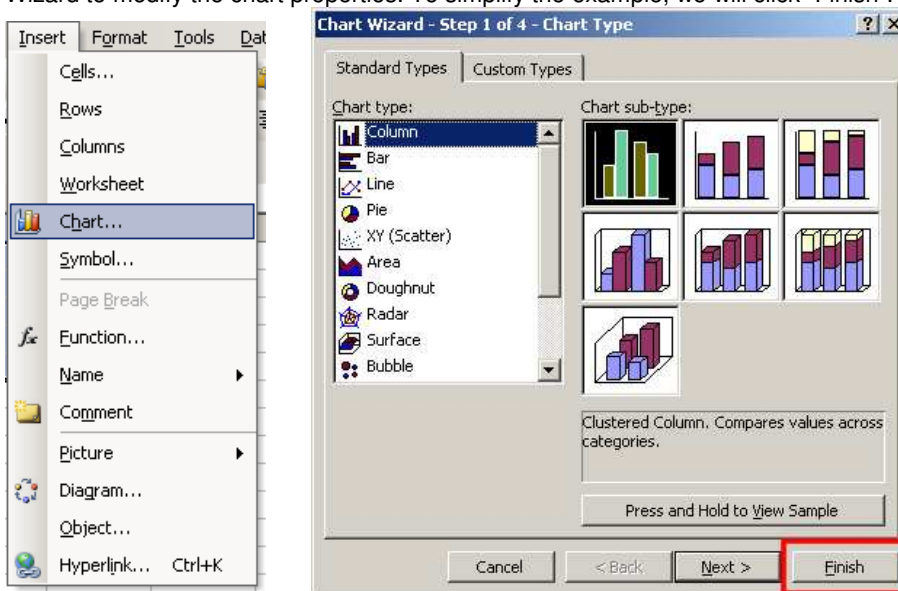 Wizard to modify the chart properties. To simplify the example, we will click "Finish".
Insert Format Tools Dat
Cells...
Rows
Columns
Worksheet
Chart...
Symbol...
Page Break
fx Function...
Name
Comment
Picture
Diagram...
Object...
Hyperlink... Ctrl+K
Chart Wizard - Step 1 of 4 - Chart Type
Standard Types Custom Types
Chart type:
Column
Bar
Line
Pie
XY (Scatter)
Area
Doughnut
Radar
Surface
Bubble
Chart sub-type:
Clustered Column. Compares values across
categories.
Press and Hold to View Sample
Cancel < Back Next > Finish